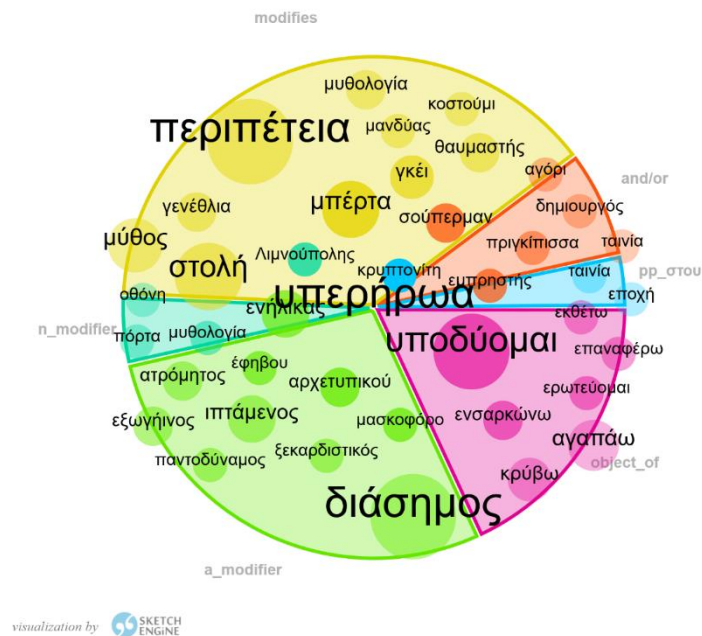 modifies
μυθολογία
κοστούμι
περιπέτεια
μανδύας
θαυμαστής
γκέι
αγόρι
and/or
γενέθλια
μπέρτα
δημιουργός
σούπερμαν
μύθος
πριγκίπισσα
ταινία
Λιμνούπολης
στολή
κρυπτονίτη
ταινία
pp_στου
εμπρηστής
οθόνη
υπερήρωα
εποχή
ενήλικας
εκθέτω
n_modifier
πόρτα
μυθολογία
υποδύομαι
επαναφέρω
έφηβου
ατρόμητος
αρχετυπικού
ερωτεύομαι
εξωγήινος
ιπτάμενος
μασκοφόρο
ενσαρκώνω
αγαπάω
ξεκαρδιστικός
παντοδύναμος
object_of
κρύβω
διάσημος
a_modifier
visualization by SKETCH
ENGINE